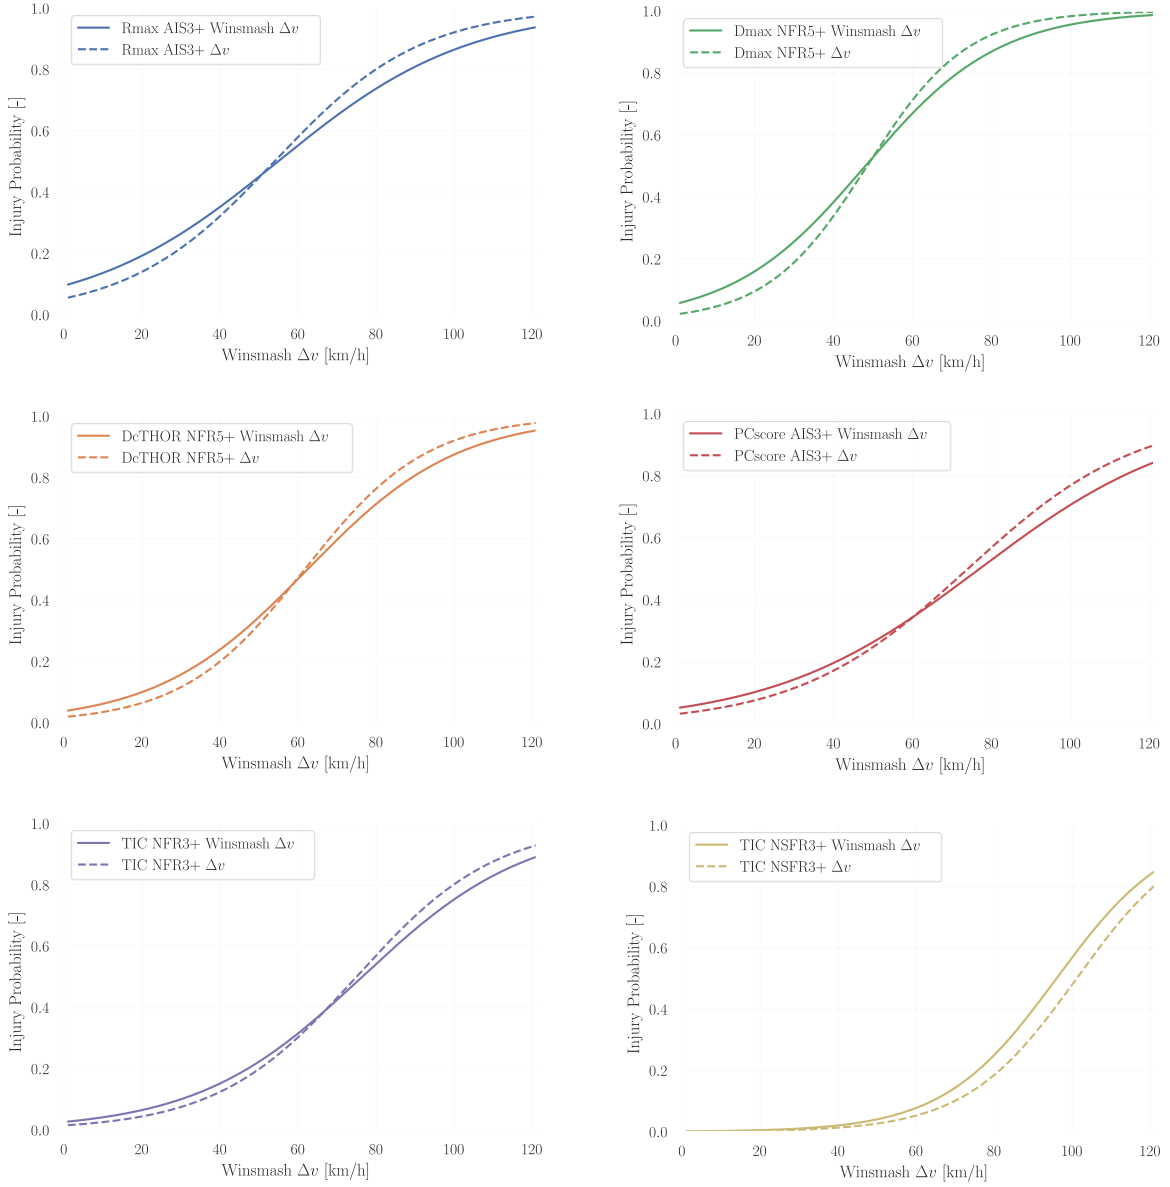 Rmax AIS3+ Winsmash Δv
Rmax AIS3+ Δv
Injury Probability [-]
1.0
0.8
0.6
0.4
0.2
0.0
0 20 40 60 80 100 120
Winsmash Δv [km/h]
Dmax NFR5+ Winsmash Δv
Dmax NFR5+ Δv
Injury Probability [-]
1.0
0.8
0.6
0.4
0.2
0.0
0 20 40 60 80 100 120
Winsmash Δv [km/h]
DcTHOR NFR5+ Winsmash Δv
DcTHOR NFR5+ Δv
Injury Probability [-]
1.0
0.8
0.6
0.4
0.2
0.0
0 20 40 60 80 100 120
Winsmash Δv [km/h]
PCscore AIS3+ Winsmash Δv
PCscore AIS3+ Δv
Injury Probability [-]
1.0
0.8
0.6
0.4
0.2
0.0
0 20 40 60 80 100 120
Winsmash Δv [km/h]
TIC NFR3+ Winsmash Δv
TIC NFR3+ Δv
Injury Probability [-]
1.0
0.8
0.6
0.4
0.2
0.0
0 20 40 60 80 100 120
Winsmash Δv [km/h]
TIC NSFR3+ Winsmash Δv
TIC NSFR3+ Δv
Injury Probability [-]
1.0
0.8
0.6
0.4
0.2
0.0
0 20 40 60 80 100 120
Winsmash Δv [km/h]